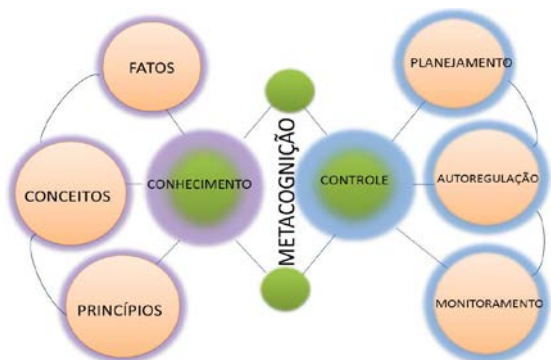 FATOS
CONCEITOS
PRINCÍPIOS
CONHECIMENTO
METACOGNIÇÃO
CONTROLE
PLANEJAMENTO
AUTOREGULAÇÃO
MONITORAMENTO